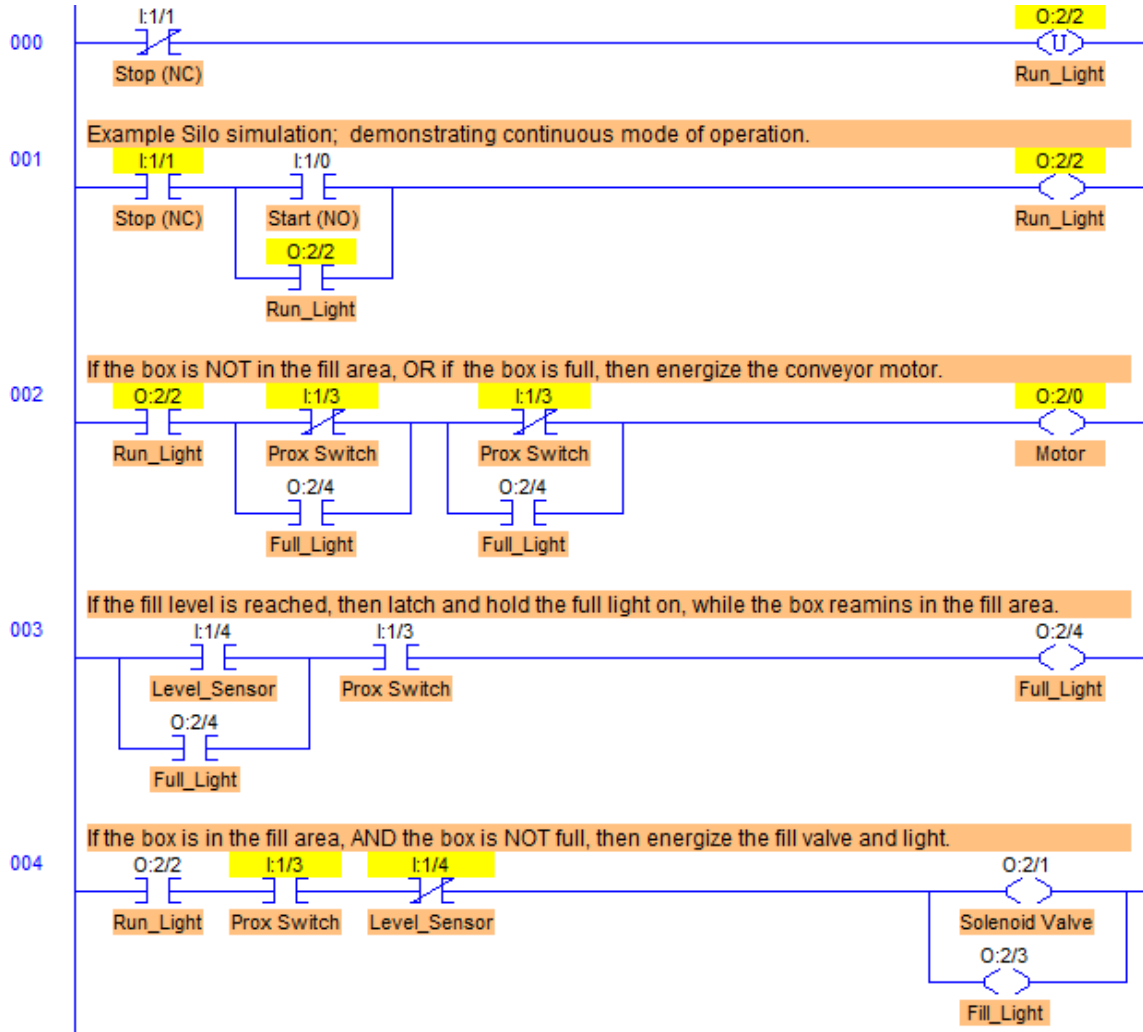 I:1/1 O:2/2
000 U
Stop (NC) Run_Light
Example Silo simulation; demonstrating continuous mode of operation.
001 I:1/1 I:1/0 O:2/2
Stop (NC) Start (NO) Run_Light
O:2/2
Run_Light
If the box is NOT in the fill area, OR if the box is full, then energize the conveyor motor.
002 O:2/2 I:1/3 I:1/3 O:2/0
Run_Light Prox Switch Prox Switch Motor
O:2/4 O:2/4
Full_Light Full_Light
If the fill level is reached, then latch and hold the full light on, while the box reamins in the fill area.
003 I:1/4 I:1/3 O:2/4
Level_Sensor Prox Switch Full_Light
O:2/4
Full_Light
If the box is in the fill area, AND the box is NOT full, then energize the fill valve and light.
004 O:2/2 I:1/3 I:1/4 O:2/1
Run_Light Prox Switch Level_Sensor Solenoid Valve
O:2/3
Fill_Light